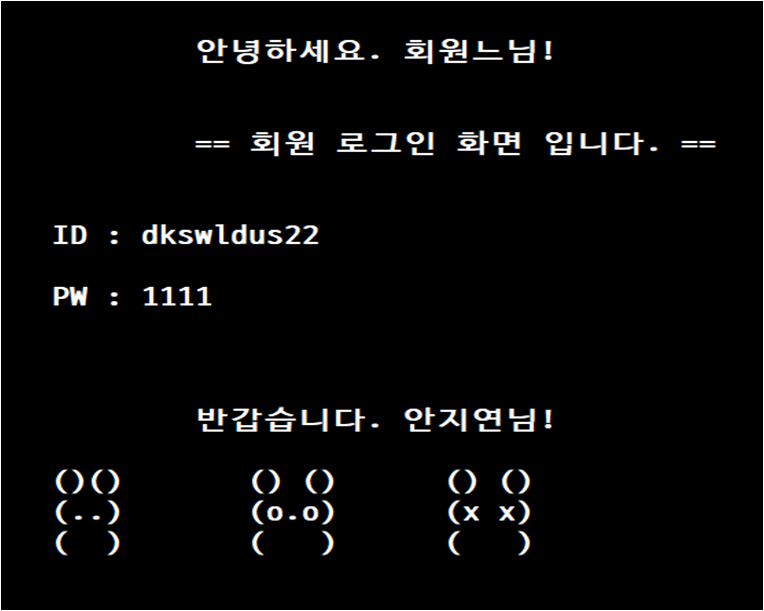 안녕하세요. 회원느님!
== 회원 로그인 화면 입니다. ==
ID : dkswldus22
PW : 1111
반갑습니다. 안지연님!
()() () () () ()
(..) (o.o) (x x)
( ) ( ) ( )